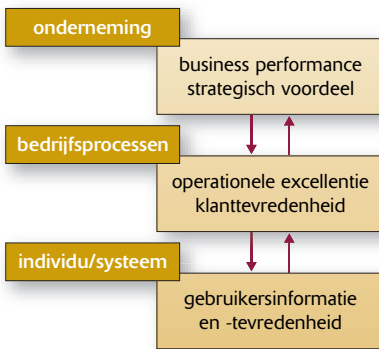 onderneming
business performance
strategisch voordeel
bedrijfsprocessen
operationele excellentie
klanttevredenheid
individu/systeem
gebruikersinformatie
en -tevredenheid